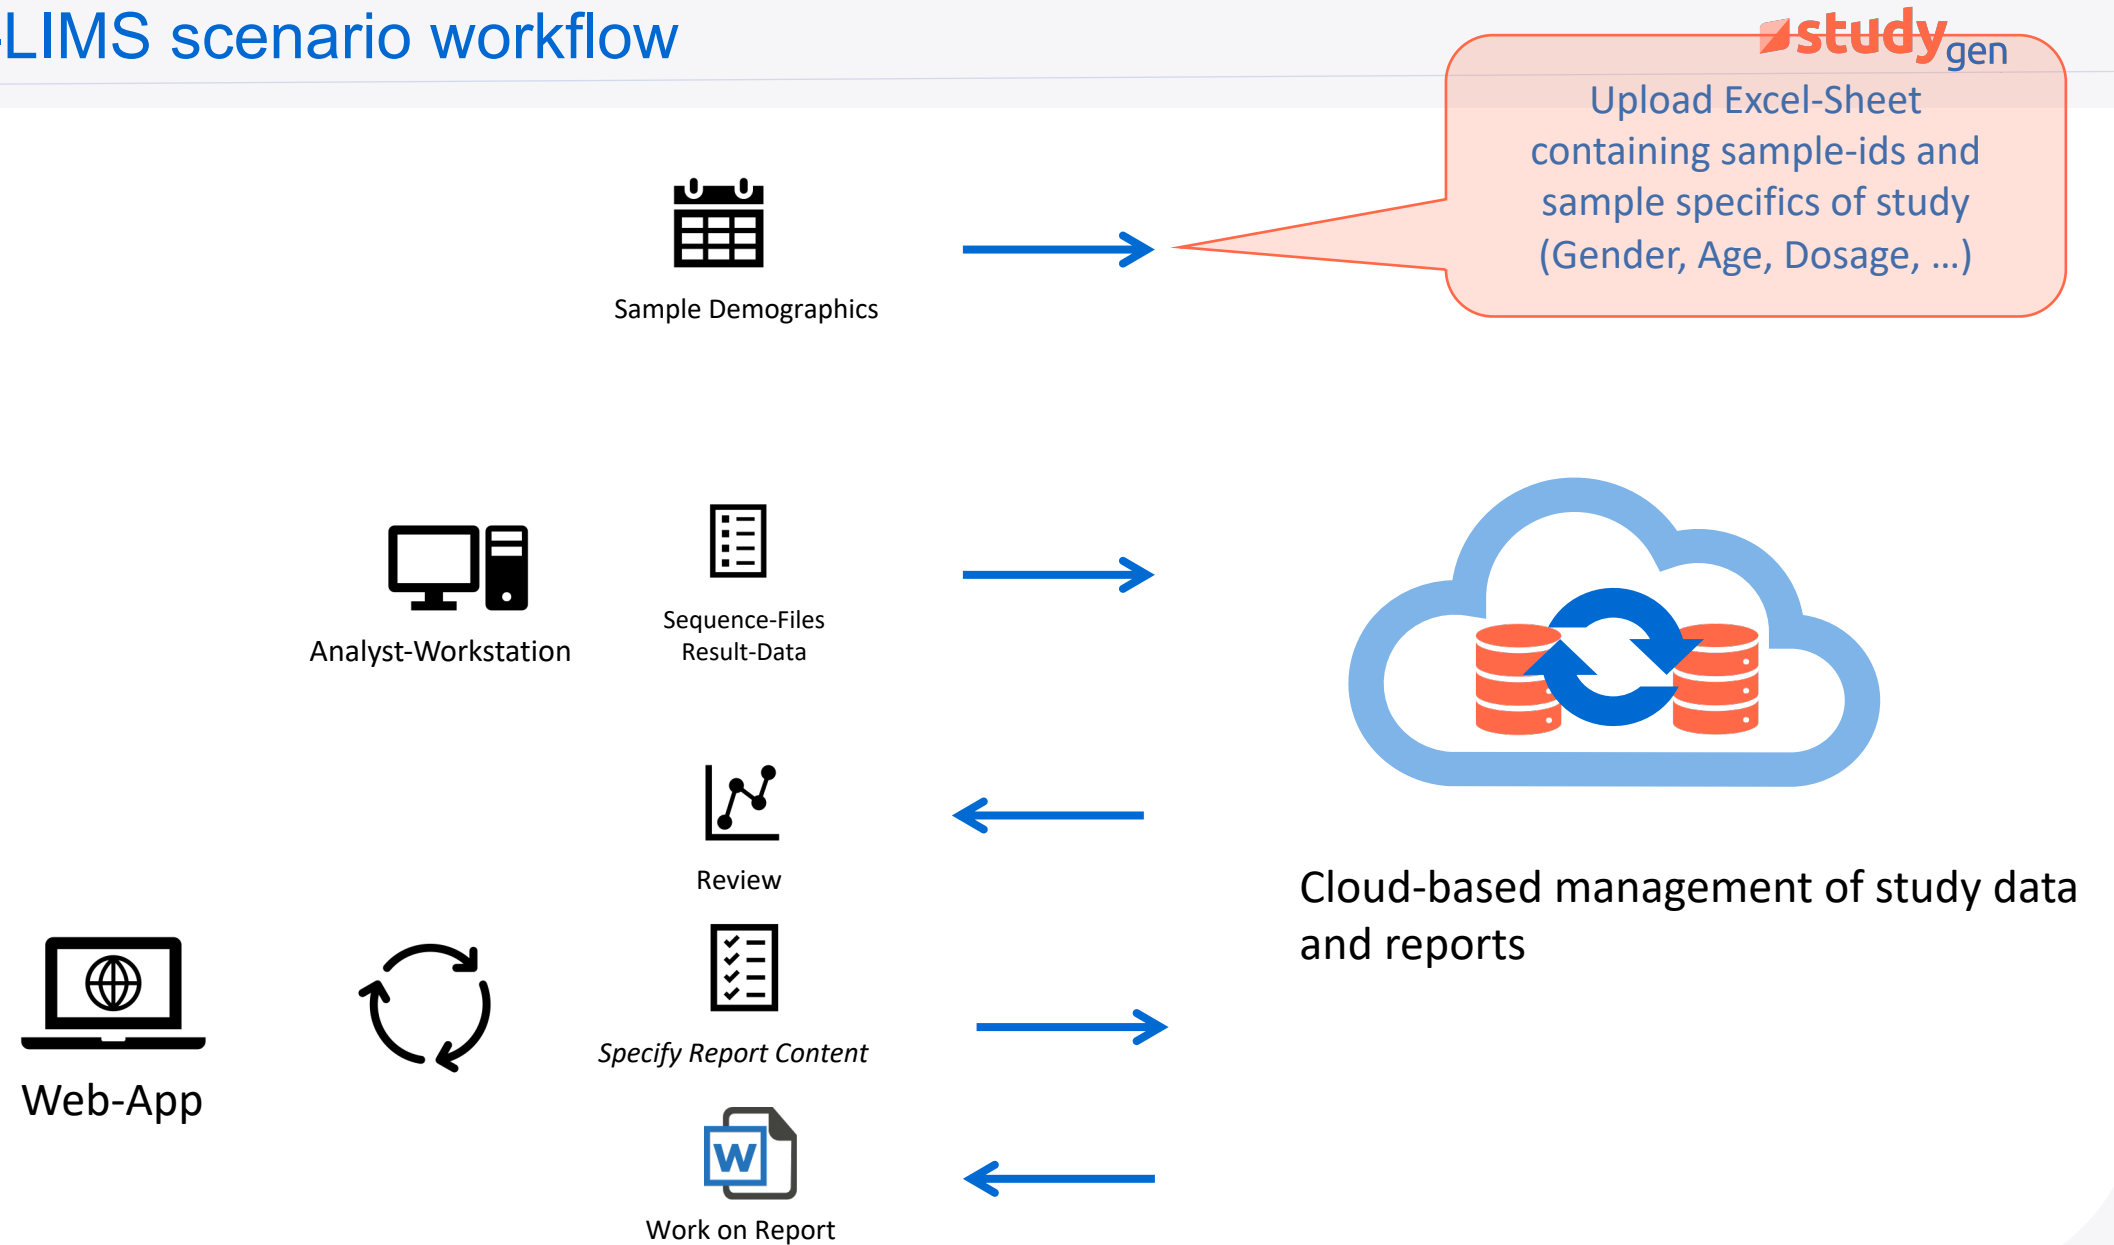 -LIMS scenario workflow
studygen
Upload Excel-Sheet
containing sample-ids and
sample specifics of study
(Gender, Age, Dosage, ...)
Sample Demographics
Analyst-Workstation
Sequence-Files
Result-Data
Review
Cloud-based management of study data
and reports
Specify Report Content
Web-App
W
Work on Report